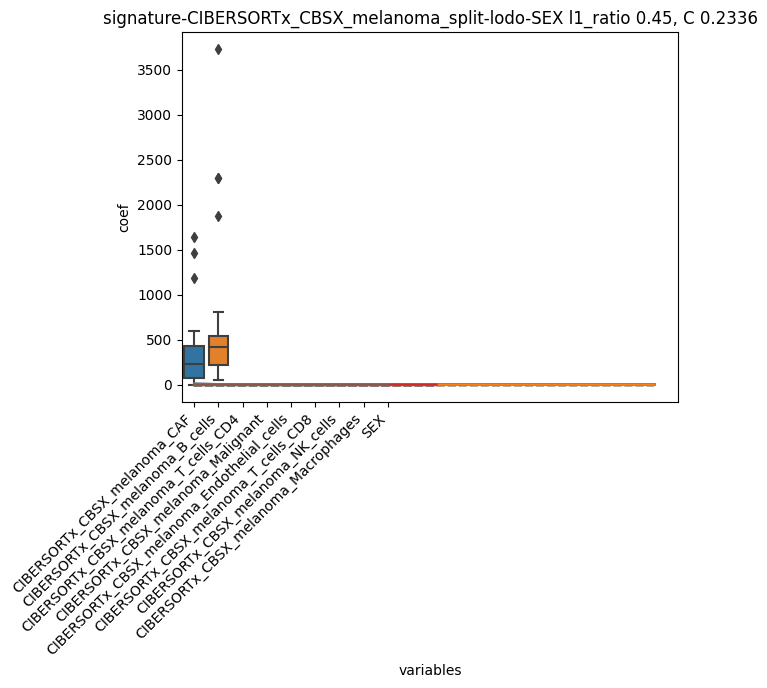 signature-CIBERSORTx_CBSX_melanoma_split-lodo-SEX l1_ratio 0.45, C 0.2336
coef
3500
3000
2500
2000
1500
1000
500
0
CIBERSORTx_CBSX_melanoma_CAF
CIBERSORTx_CBSX_melanoma_B_cells
CIBERSORTx_CBSX_melanoma_T_cells_CD4
CIBERSORTx_CBSX_melanoma_Malignant
CIBERSORTx_CBSX_melanoma_Endothelial_cells
CIBERSORTx_CBSX_melanoma_T_cells_CD8
CIBERSORTx_CBSX_melanoma_NK_cells
CIBERSORTx_CBSX_melanoma_Macrophages
SEX
variables